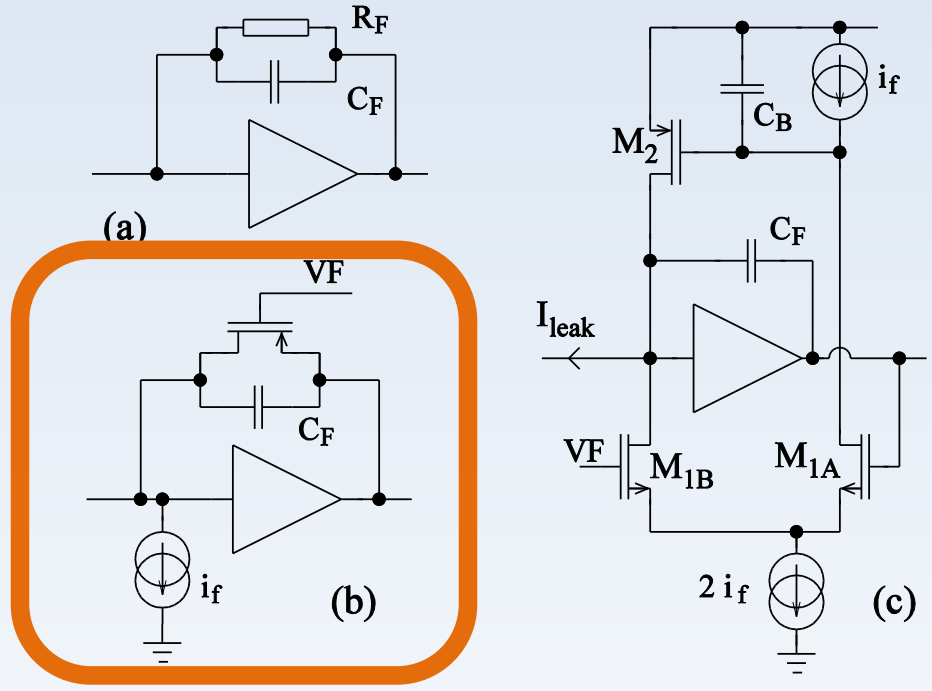 R_F
C_F
(a)
VF
C_F
i_f
(b)
i_f
C_B
M_2
C_F
I_leak
VF
M_1B
M_1A
2 i_f
(c)